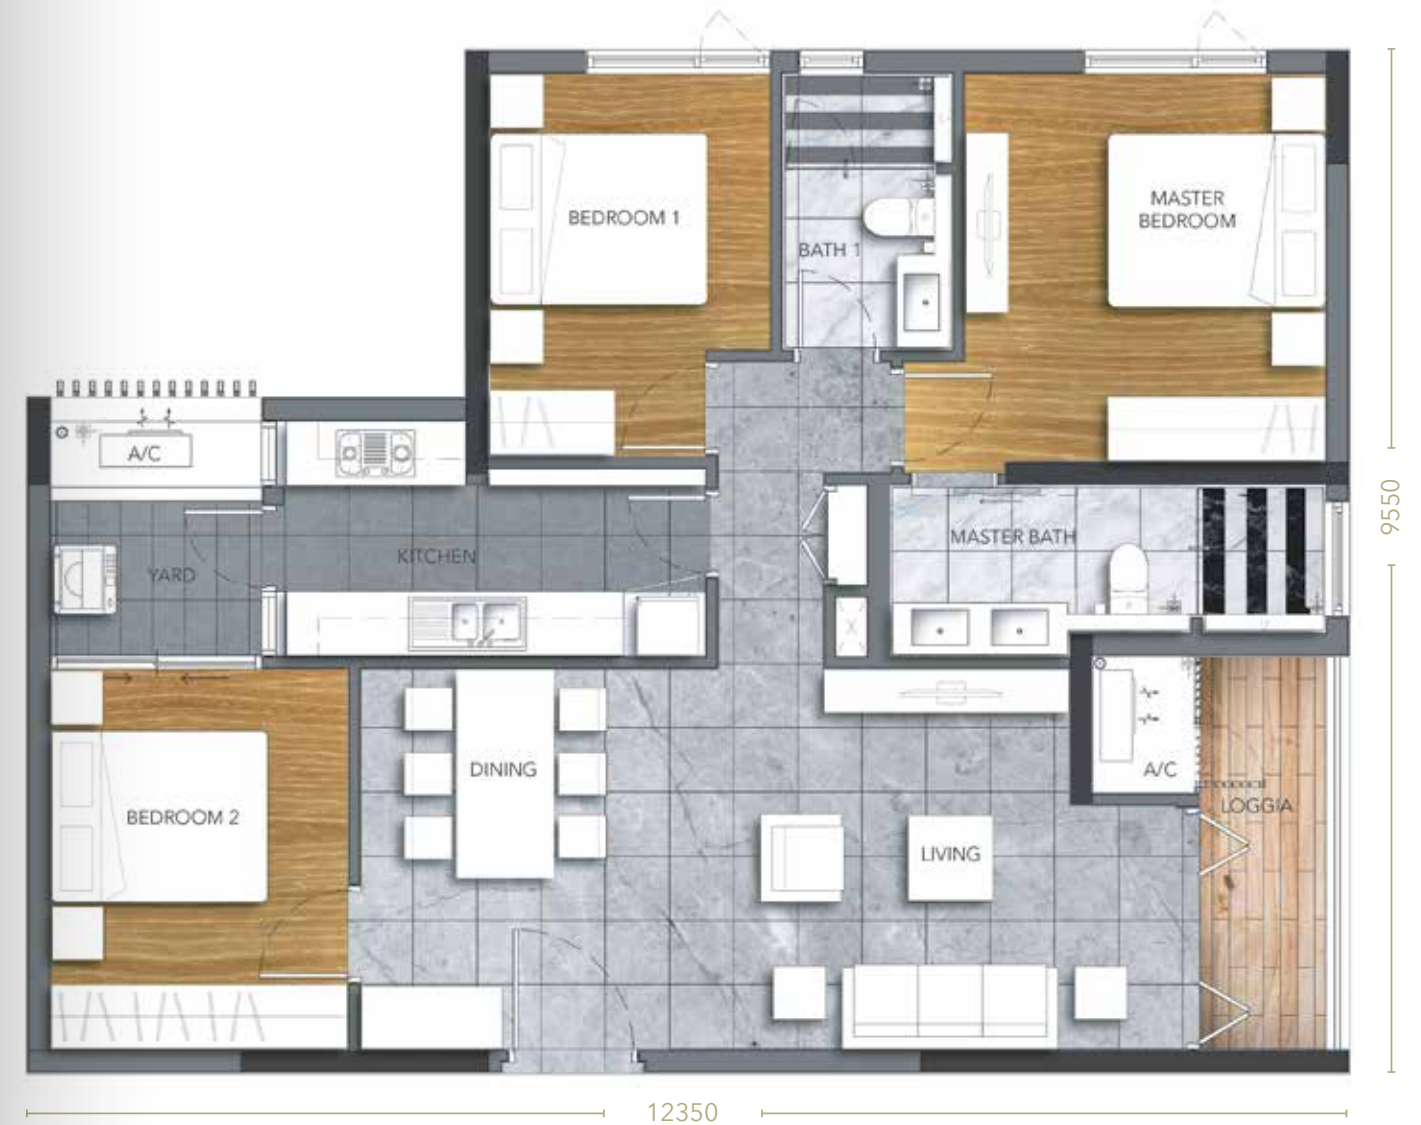 BEDROOM 1
MASTER
BEDROOM
BATH 1
A/C
9550
MASTER BATH
KITCHEN
YARD
DINING
A/C
LOGGIA
BEDROOM 2
LIVING
12350